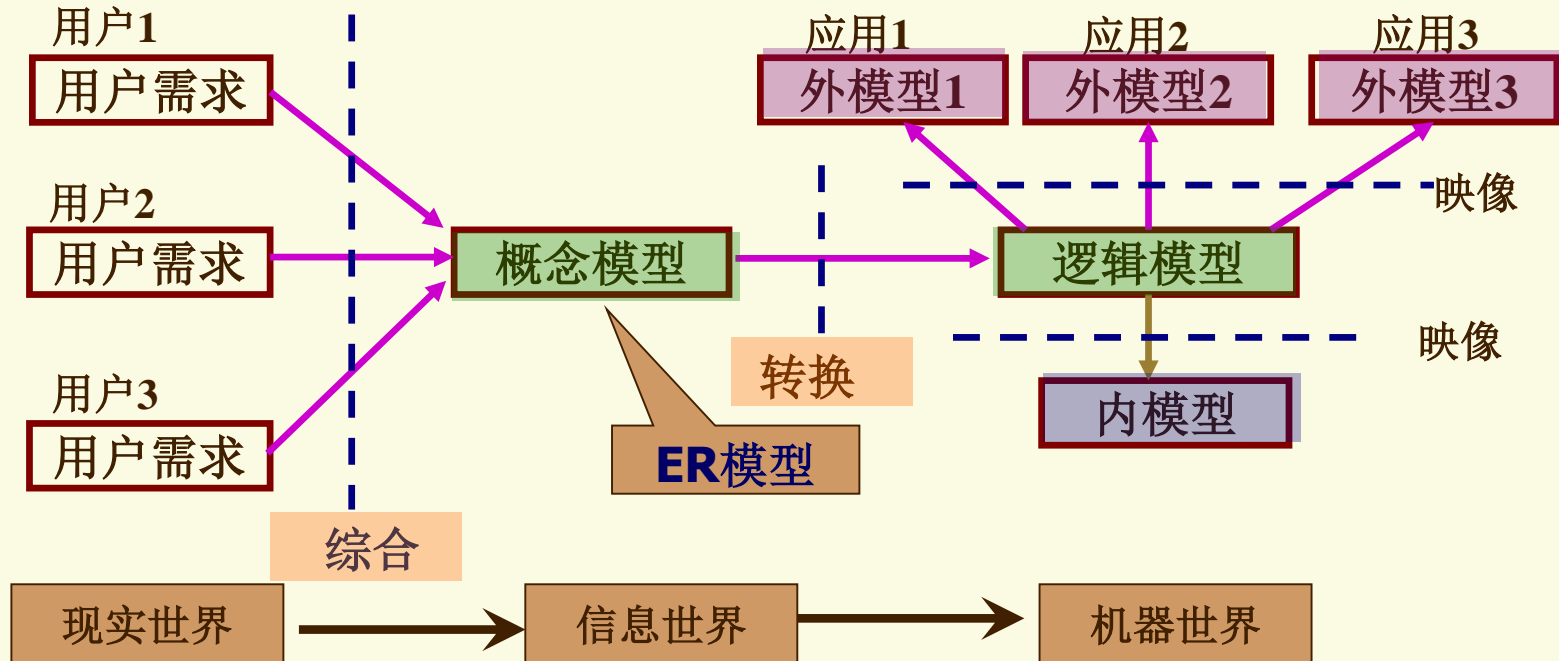 用户1
用户需求
用户2
用户需求
用户3
用户需求
综合
概念模型
ER模型
转换
应用1
外模型1
应用2
外模型2
应用3
外模型3
映像
逻辑模型
映像
内模型
现实世界
信息世界
机器世界